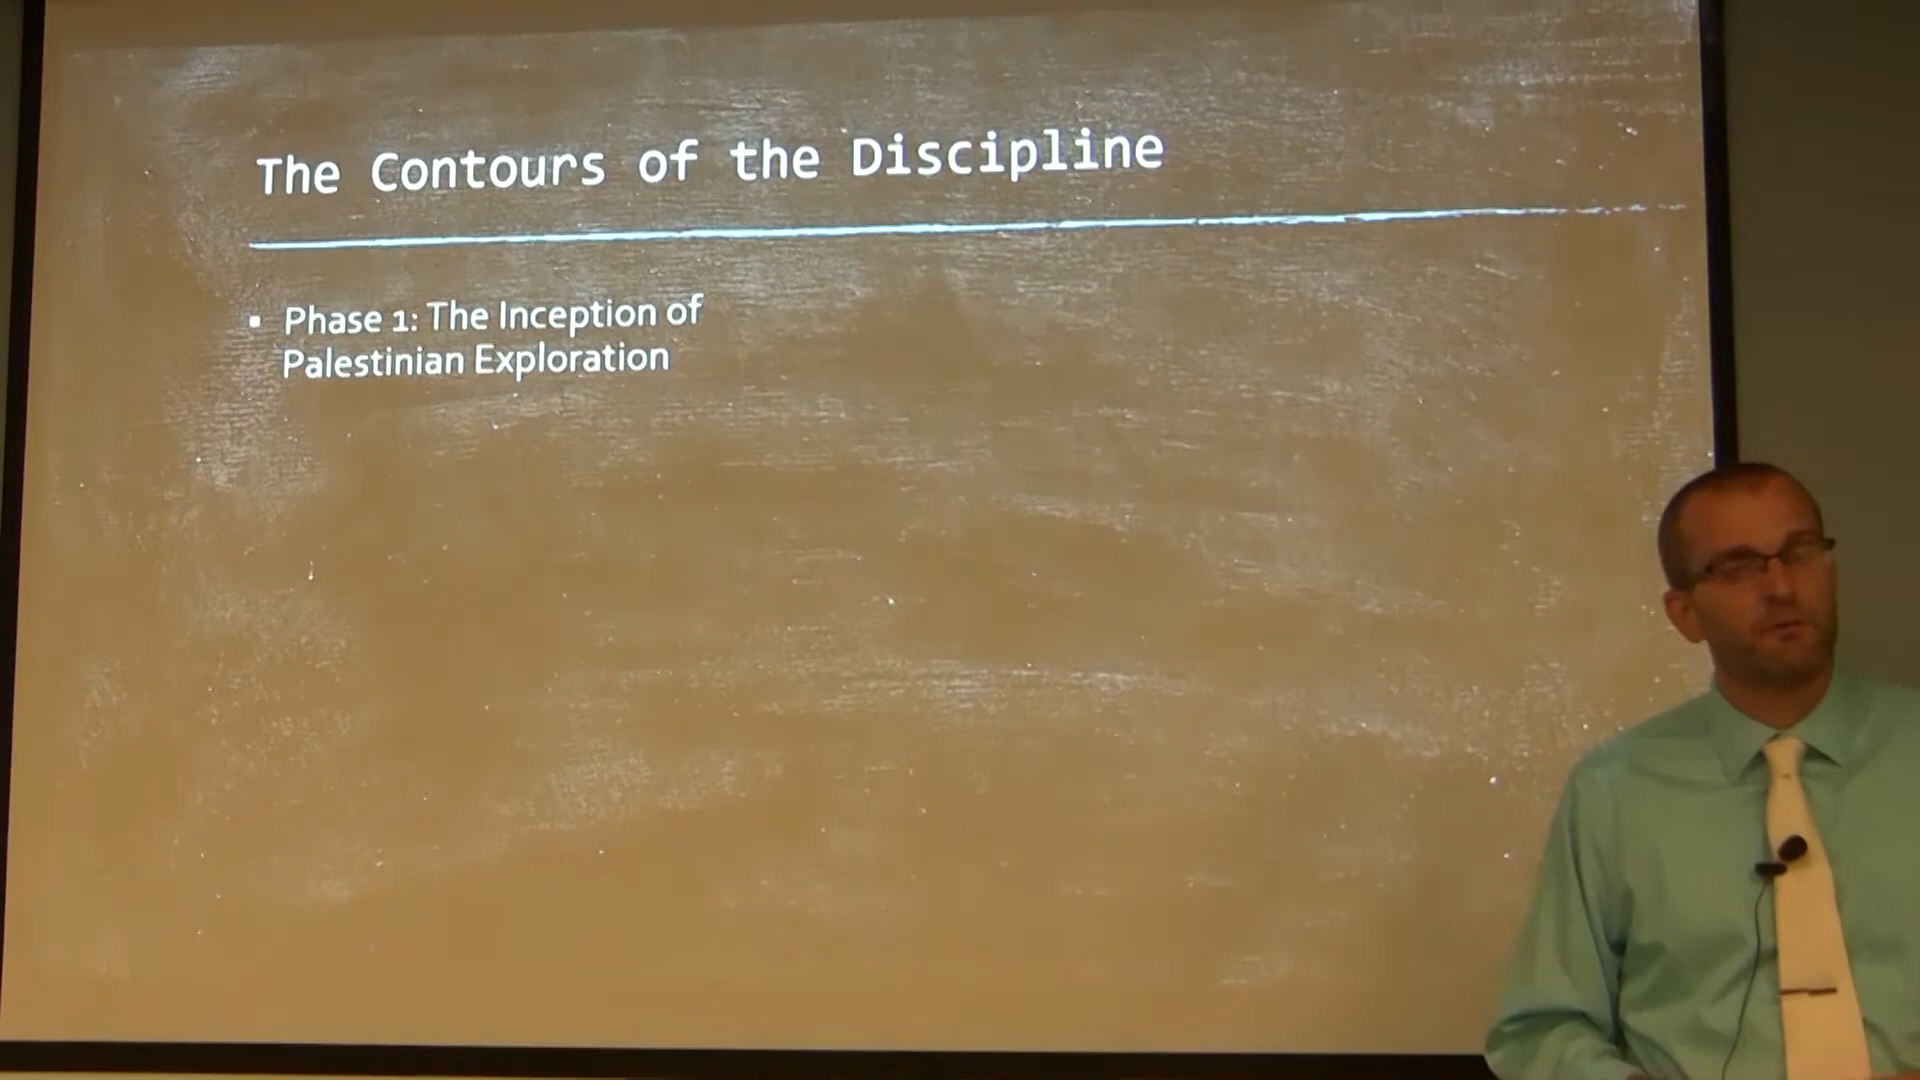 The Contours of the Discipline
▪ Phase 1: The Inception of
Palestinian Exploration